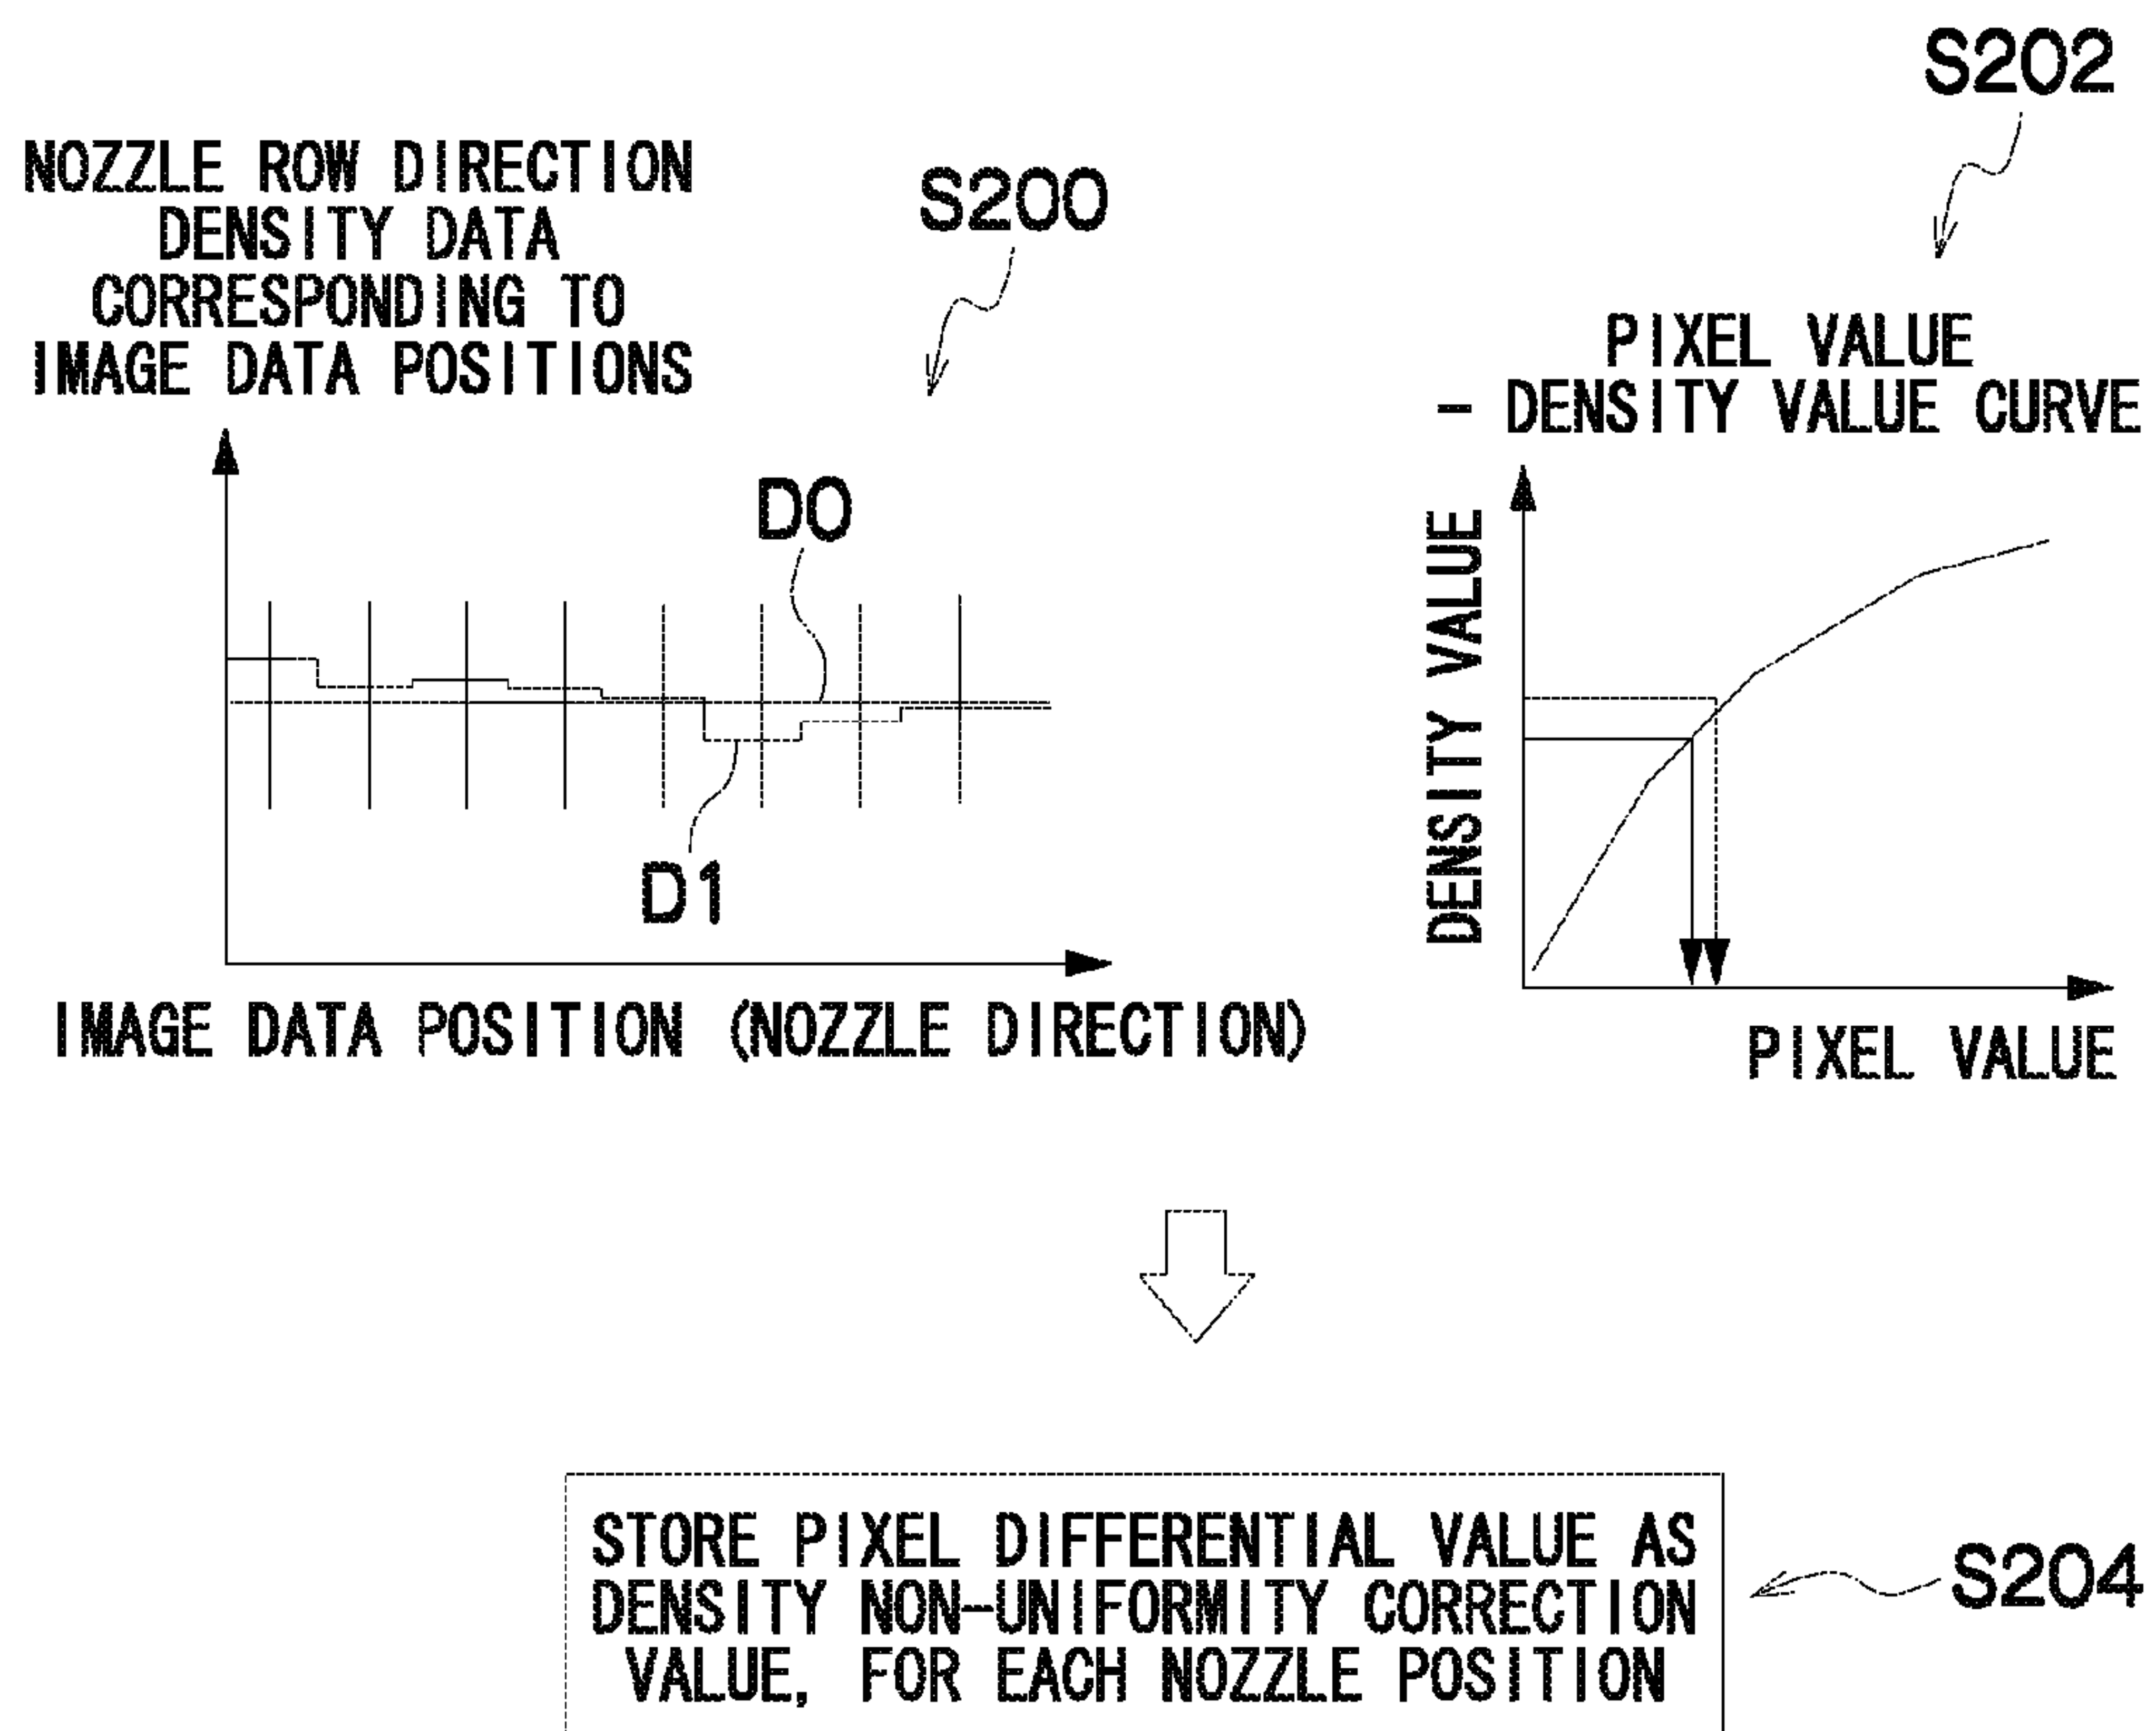 S202
S200
NOZZLE ROW DIRECTION
DENSITY DATA
CORRESPONDING TO
IMAGE DATA POSITIONS
PIXEL VALUE
- DENSITY VALUE CURVE
D0
D1
DENSITY VALUE
IMAGE DATA POSITION (NOZZLE DIRECTION)
PIXEL VALUE
STORE PIXEL DIFFERENTIAL VALUE AS
DENSITY NON-UNIFORMITY CORRECTION
VALUE, FOR EACH NOZZLE POSITION
S204